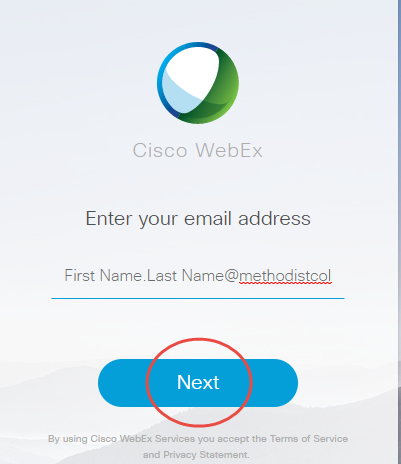 Cisco WebEx
Enter your email address
First Name.Last Name@methodistcol
Next
By using Cisco WebEx Services you accept the Terms of Service
and Privacy Statement.